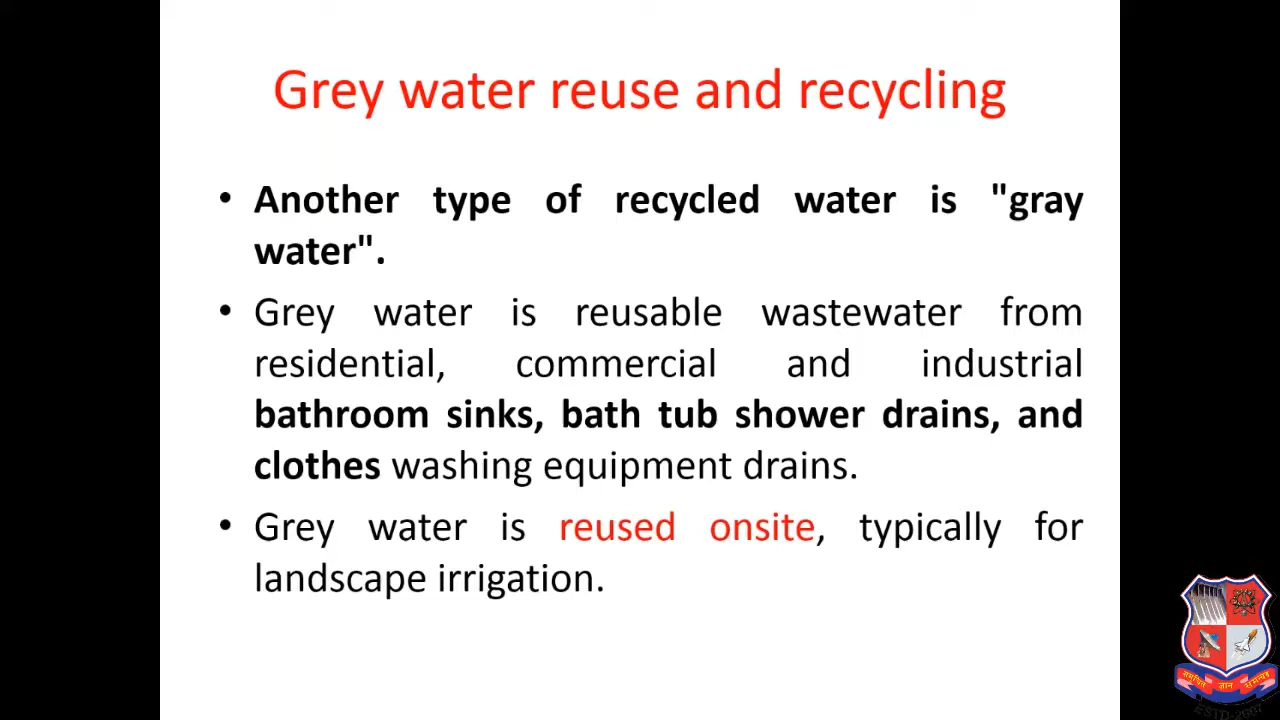 Grey water reuse and recycling
• Another type of recycled water is "gray
water".
• Grey water is reusable wastewater from
residential, commercial and industrial
bathroom sinks, bath tub shower drains, and
clothes washing equipment drains.
• Grey water is reused onsite, typically for
landscape irrigation.
ज्ञान